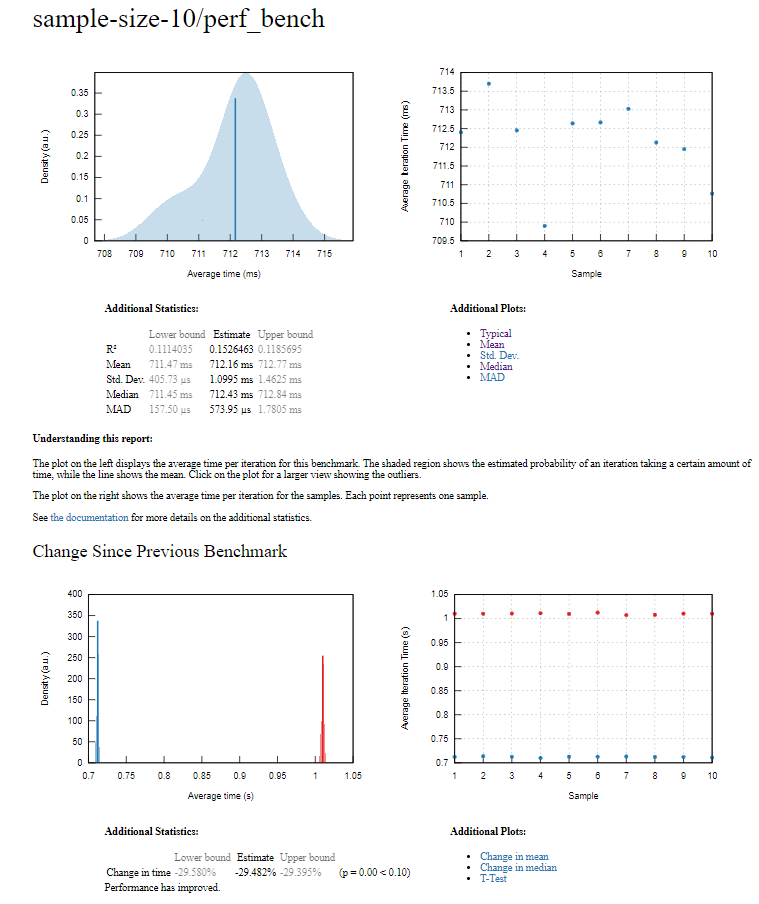 sample-size-10/perf_bench
0.35
0.3
0.25
0.2
0.15
0.1
0.05
0
Density (a.u.)
708 709 710 711 712 713 714 715
Average time (ms)
714
713.5
713
712.5
712
711.5
711
710.5
710
709.5
Average Iteration Time (ms)
1 2 3 4 5 6 7 8 9 10
Sample
Additional Statistics:
Lower bound Estimate Upper bound
R² 0.1114035 0.1526463 0.1185695
Mean 711.47 ms 712.16 ms 712.77 ms
Std. Dev. 405.73 µs 1.0995 ms 1.4625 ms
Median 711.45 ms 712.43 ms 712.84 ms
MAD 157.50 µs 573.95 µs 1.7805 ms
Additional Plots:
Typical
Mean
Std. Dev.
Median
MAD
Understanding this report:
The plot on the left displays the average time per iteration for this benchmark. The shaded region shows the estimated probability of an iteration taking a certain amount of
time, while the line shows the mean. Click on the plot for a larger view showing the outliers.
The plot on the right shows the average time per iteration for the samples. Each point represents one sample.
See the documentation for more details on the additional statistics.
Change Since Previous Benchmark
400
350
300
250
200
150
100
50
0
Density (a.u.)
0.7 0.75 0.8 0.85 0.9 0.95 1 1.05
Average time (s)
1.05
1
0.95
0.9
0.85
0.8
0.75
0.7
Average Iteration Time (s)
1 2 3 4 5 6 7 8 9 10
Sample
Additional Statistics:
Lower bound Estimate Upper bound
Change in time -29.580% -29.482% -29.395% (p = 0.00 < 0.10)
Performance has improved.
Additional Plots:
Change in mean
Change in median
T-Test